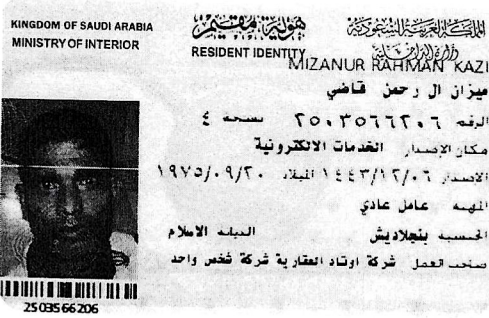 KINGDOM OF SAUDI ARABIA
MINISTRY OF INTERIOR
هوية مقيم
RESIDENT IDENTITY
المملكة العربية السعودية
وزارة الداخلية
MIZANUR RAHMAN KAZI
ميزان ال رحمن قاضي
الرقم ٢٥٠٣٥٦٦٢٠٦ نسخة ٤
مكان الإصدار الخدمات الالكترونية
الإصدار ١٤٤٣/١٢/٠٦ الميلاد ١٩٧٥/٠٩/٢٠
المهنة عامل عادي
الجنسية بنجلاديش الديانة الاسلام
صاحب العمل شركة اوتاد العقارية شركة شخص واحد
2503566206